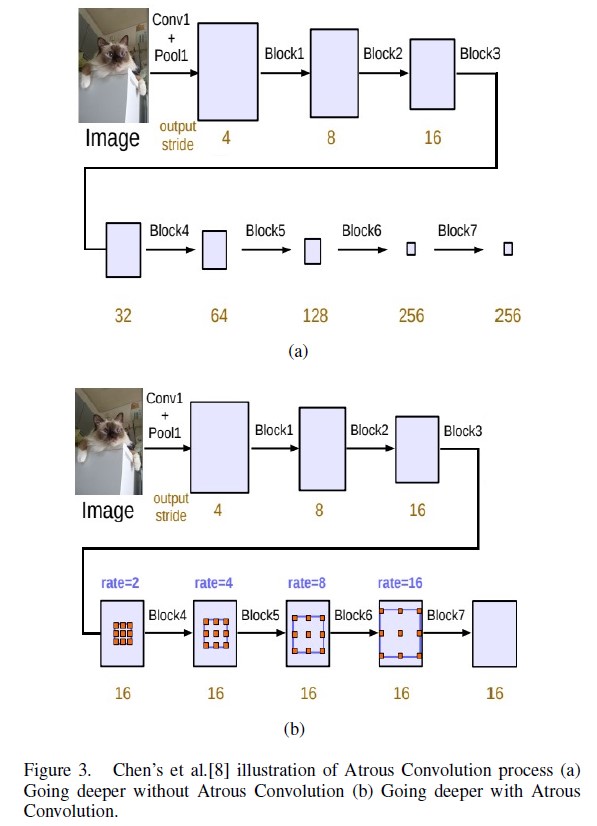 Conv1
+
Pool1
Block1
Block2
Block3
Image
output
stride
4
8
16
Block4
Block5
Block6
Block7
32
64
128
256
256
(a)
Conv1
+
Pool1
Block1
Block2
Block3
Image
output
stride
4
8
16
rate=2
rate=4
rate=8
rate=16
Block4
Block5
Block6
Block7
16
16
16
16
16
(b)
Figure 3. Chen's et al.[8] illustration of Atrous Convolution process (a)
Going deeper without Atrous Convolution (b) Going deeper with Atrous
Convolution.